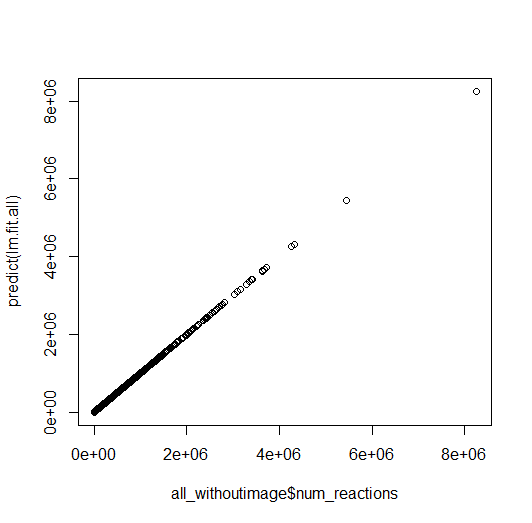 8e+06
6e+06
4e+06
2e+06
0e+00
predict(lm.fit.all)
0e+00 2e+06 4e+06 6e+06 8e+06
all_withoutimage$num_reactions